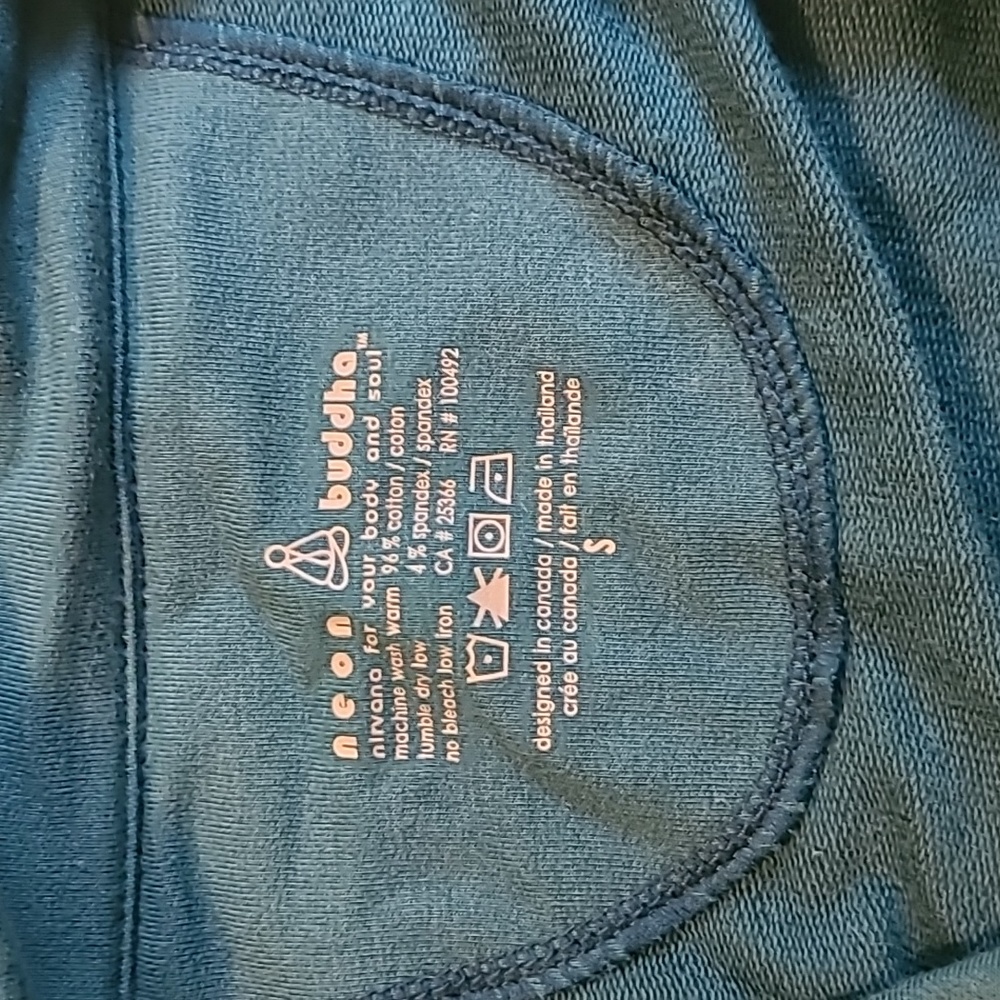 neon buddha™
nirvana for your body and soul
machine wash warm 96% cotton / coton
tumble dry low 4% spandex / spandex
no bleach low iron CA # 25366 RN # 100492
designed in canada / made in thailand
crée au canada / fait en thaïlande
S